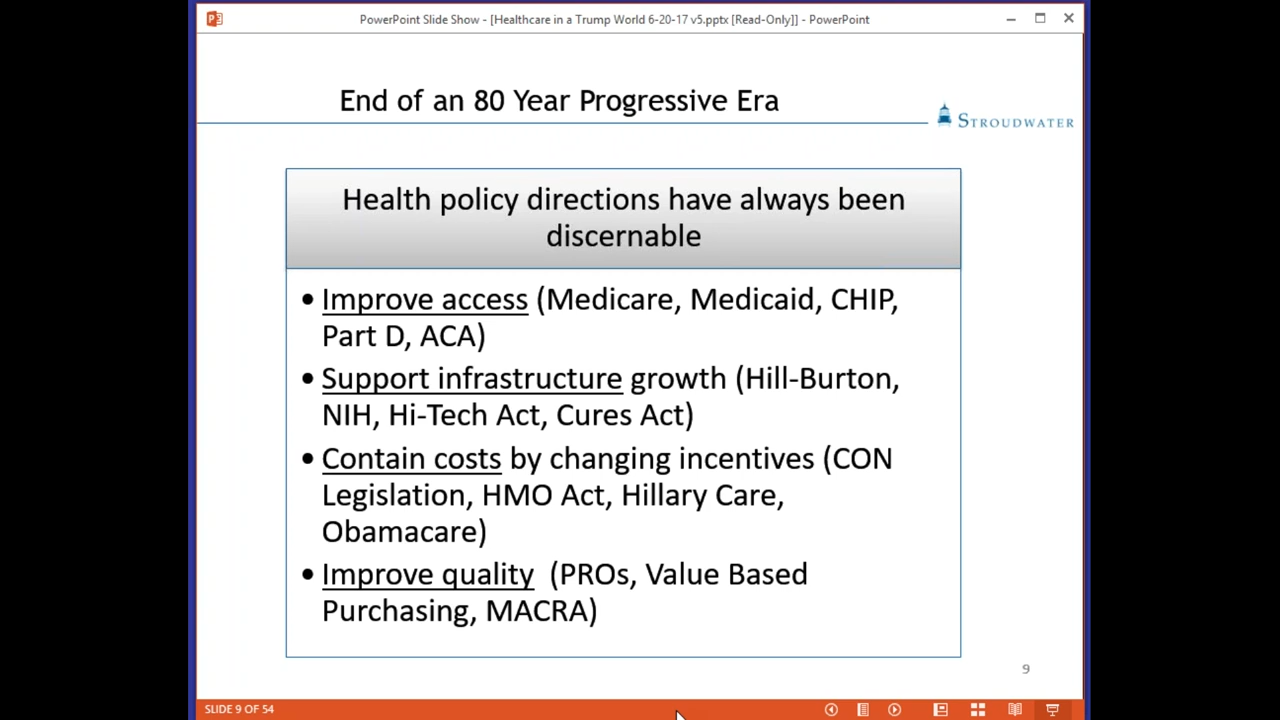 PowerPoint Slide Show - [Healthcare in a Trump World 6-20-17 v5.pptx [Read-Only]] - PowerPoint
End of an 80 Year Progressive Era
STROUDWATER
Health policy directions have always been
discernable
• Improve access (Medicare, Medicaid, CHIP,
Part D, ACA)
• Support infrastructure growth (Hill-Burton,
NIH, Hi-Tech Act, Cures Act)
• Contain costs by changing incentives (CON
Legislation, HMO Act, Hillary Care,
Obamacare)
• Improve quality (PROs, Value Based
Purchasing, MACRA)
9
SLIDE 9 OF 54